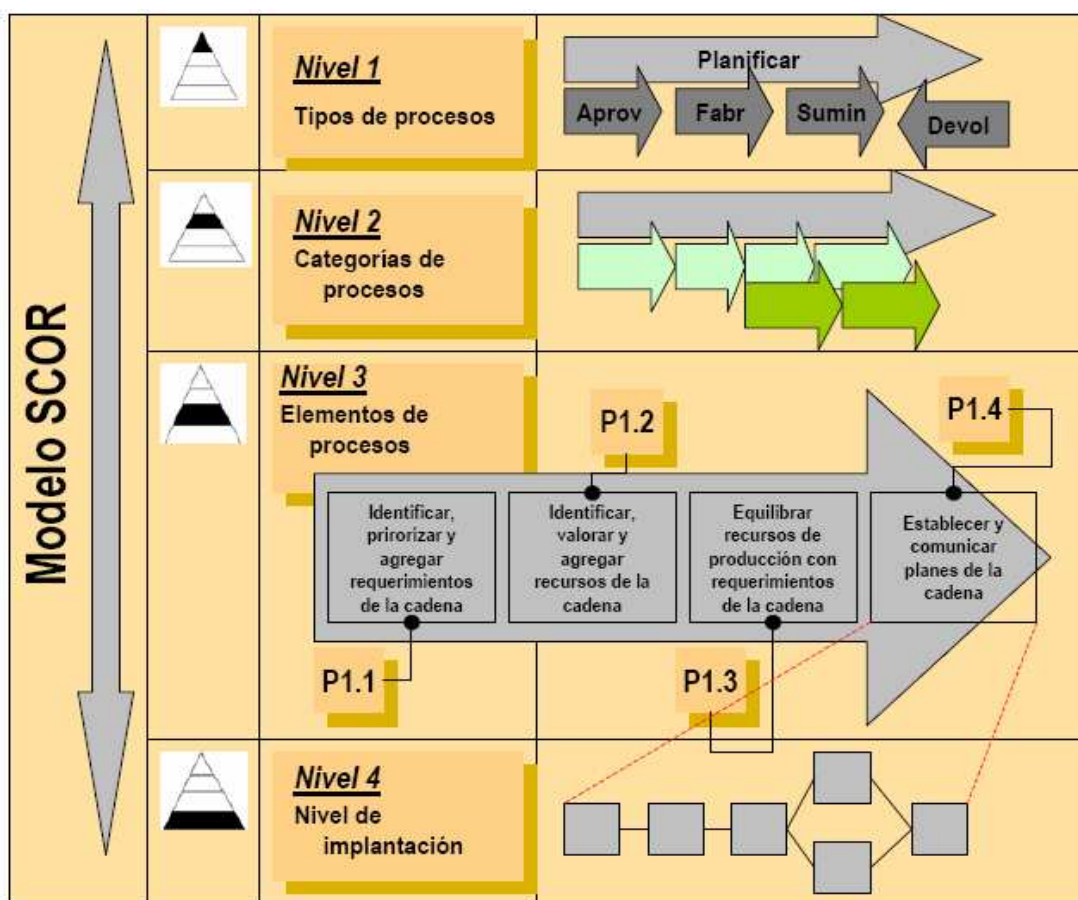 Modelo SCOR
Nivel 1
Tipos de procesos
Planificar
Aprov
Fabr
Sumin
Devol
Nivel 2
Categorías de
procesos
Nivel 3
Elementos de
procesos
P1.2
P1.4
Identificar,
prirorizar y
agregar
requerimientos
de la cadena
Identificar,
valorar y
agregar
recursos de la
cadena
Equilibrar
recursos de
producción con
requerimientos
de la cadena
Establecer y
comunicar
planes de la
cadena
P1.1
P1.3
Nivel 4
Nivel de
implantación